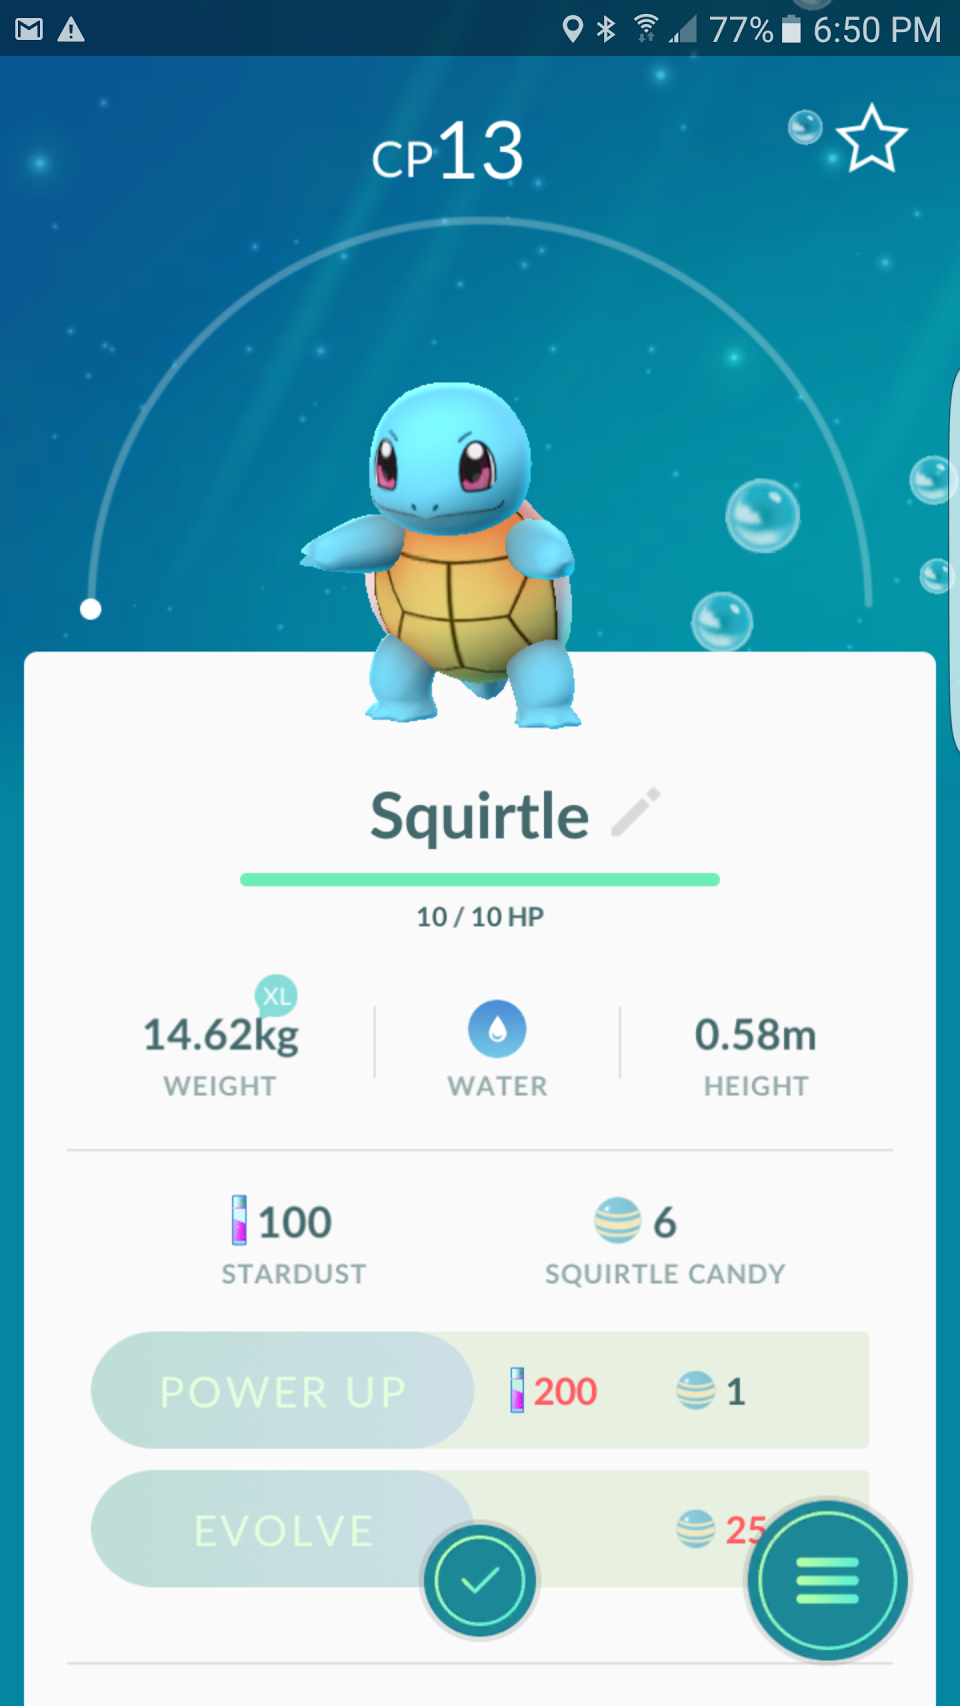 77% 6:50 PM
CP13
Squirtle
10 / 10 HP
XL
14.62kg
WEIGHT
WATER
0.58m
HEIGHT
100
STARDUST
6
SQUIRTLE CANDY
POWER UP 200 1
EVOLVE 25